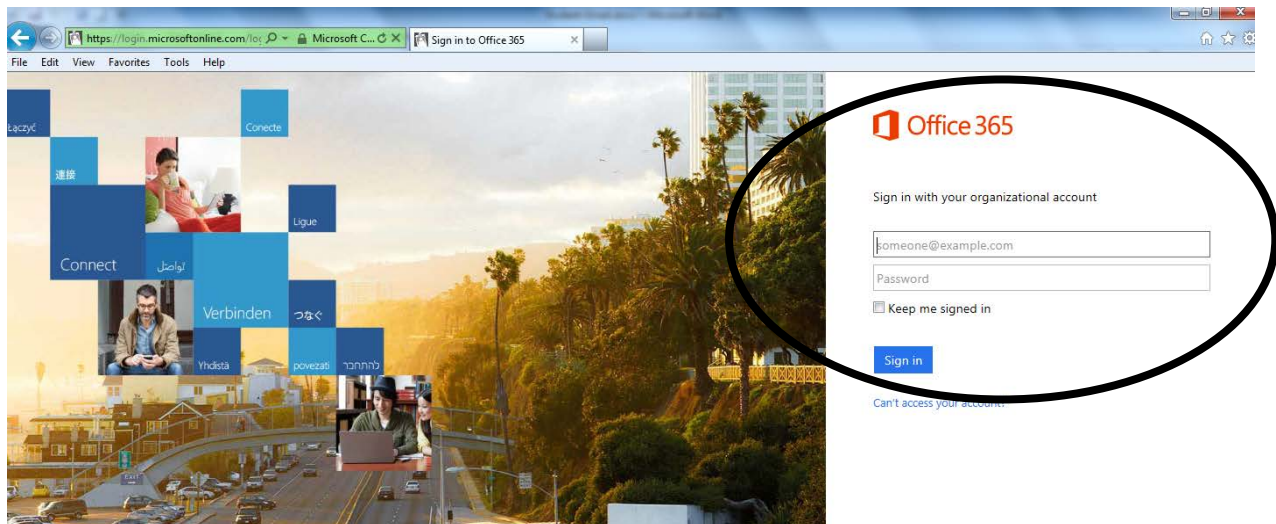 https://login.microsoftonline.com/log
Microsoft C...
Sign in to Office 365
File Edit View Favorites Tools Help
Łączyć
Conecte
連接
Ligue
Connect
تواصل
Verbinden
つなぐ
Yhdistä
povezati
להתחבר
EXIT
Office 365
Sign in with your organizational account
someone@example.com
Password
Keep me signed in
Sign in
Can't access your account?